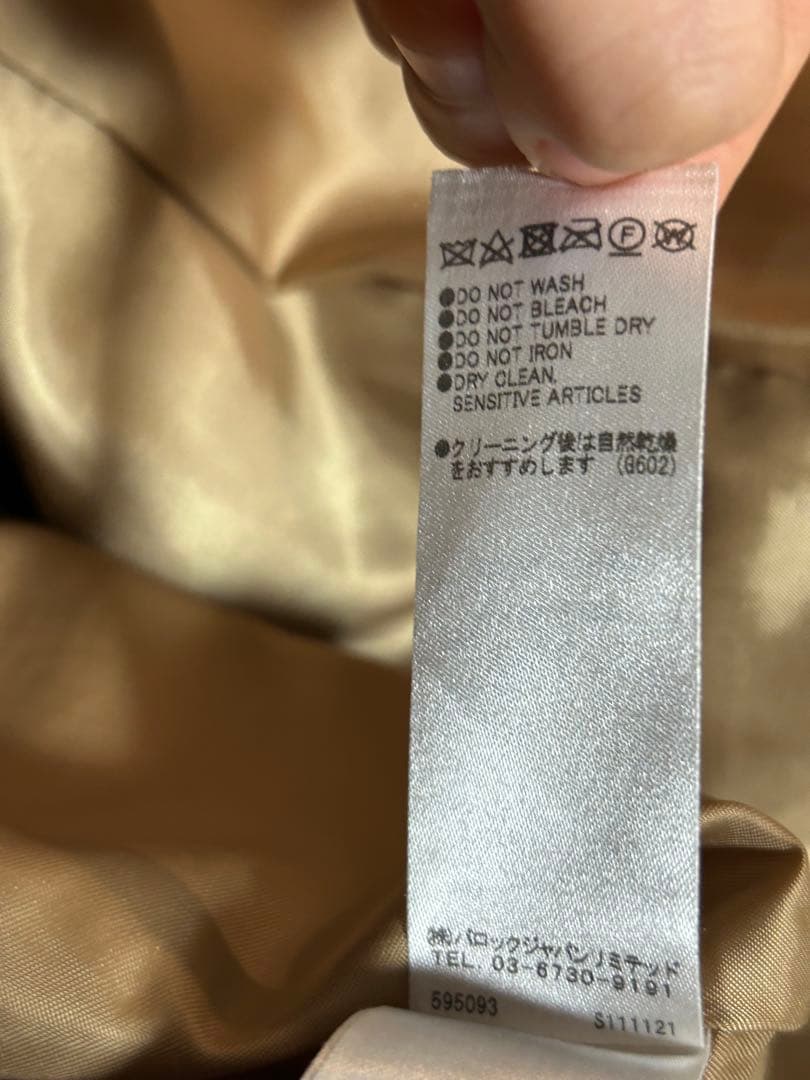 F W
●DO NOT WASH
●DO NOT BLEACH
●DO NOT TUMBLE DRY
●DO NOT IRON
●DRY CLEAN,
SENSITIVE ARTICLES
●クリーニング後は自然乾燥
をおすすめします (G602)
(株)バロックジャパンリミテッド
TEL. 03-6730-9191
595093 S111121